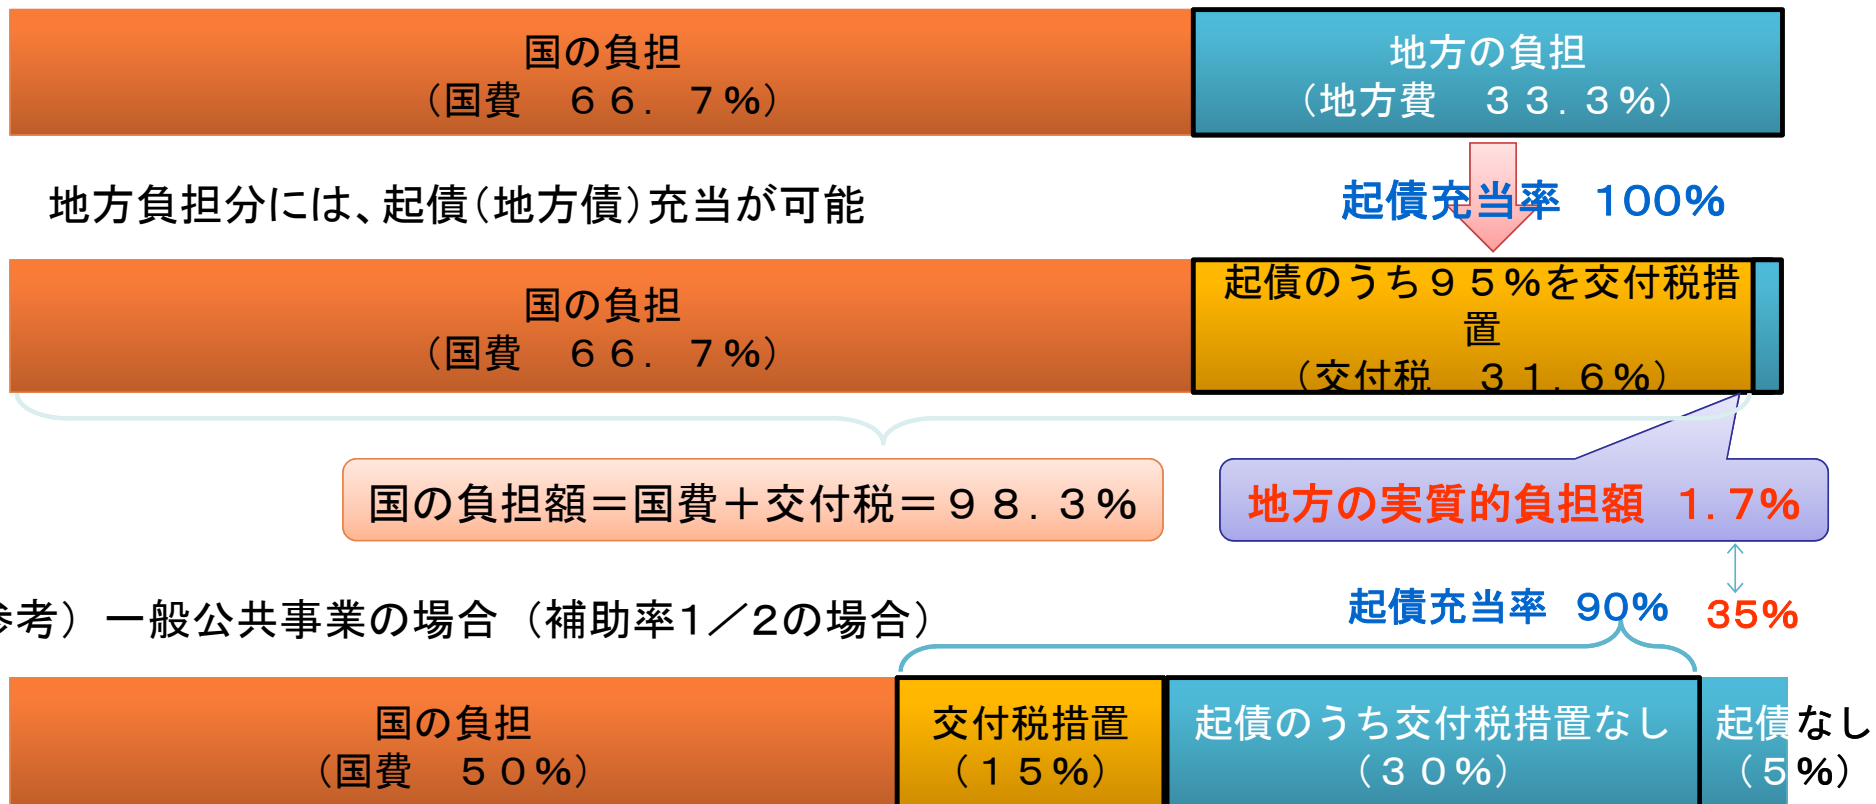 国の負担
（国費　６６．７%）
地方の負担
（地方費　３３.３%）
地方負担分には、起債（地方債）充当が可能
起債充当率　100%
国の負担
（国費　６６．７%）
起債のうち９５%を交付税措
置
（交付税　３１.６%）
国の負担額＝国費＋交付税＝９８．３%
地方の実質的負担額　1.7%
参考）一般公共事業の場合（補助率1／2の場合）
起債充当率　90%
35%
国の負担
（国費　５０%）
交付税措置
（１５%）
起債のうち交付税措置なし
（３０%）
起債なし
（５%）